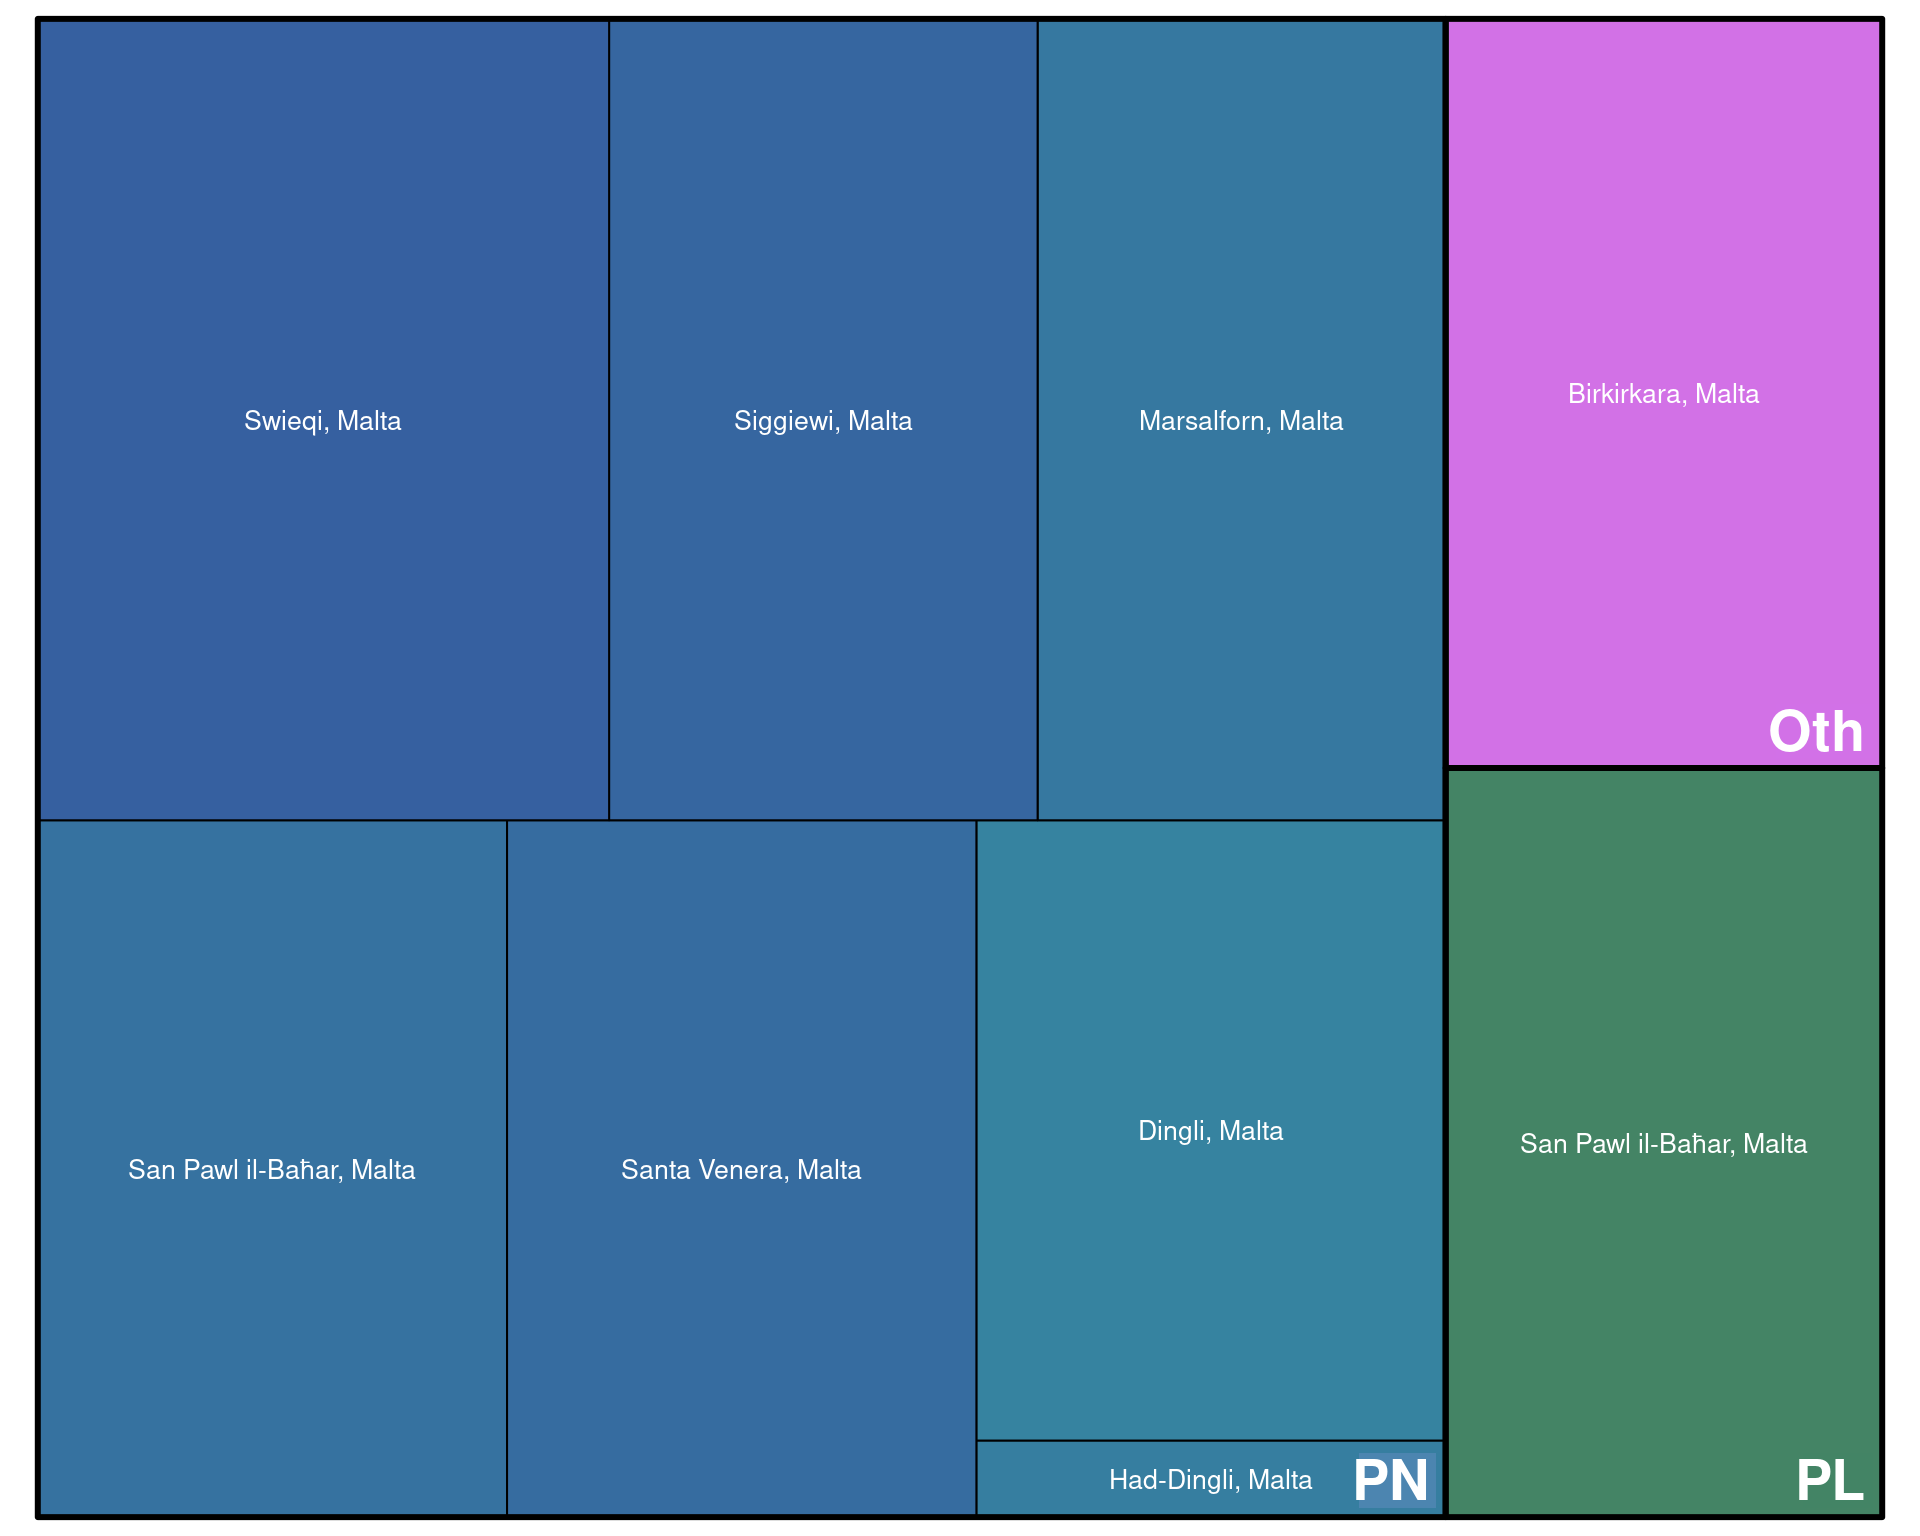 Swieqi, Malta
Siggiewi, Malta
Marsalforn, Malta
Birkirkara, Malta
Oth
San Pawl il-Baħar, Malta
Santa Venera, Malta
Dingli, Malta
Had-Dingli, Malta
PN
San Pawl il-Baħar, Malta
PL